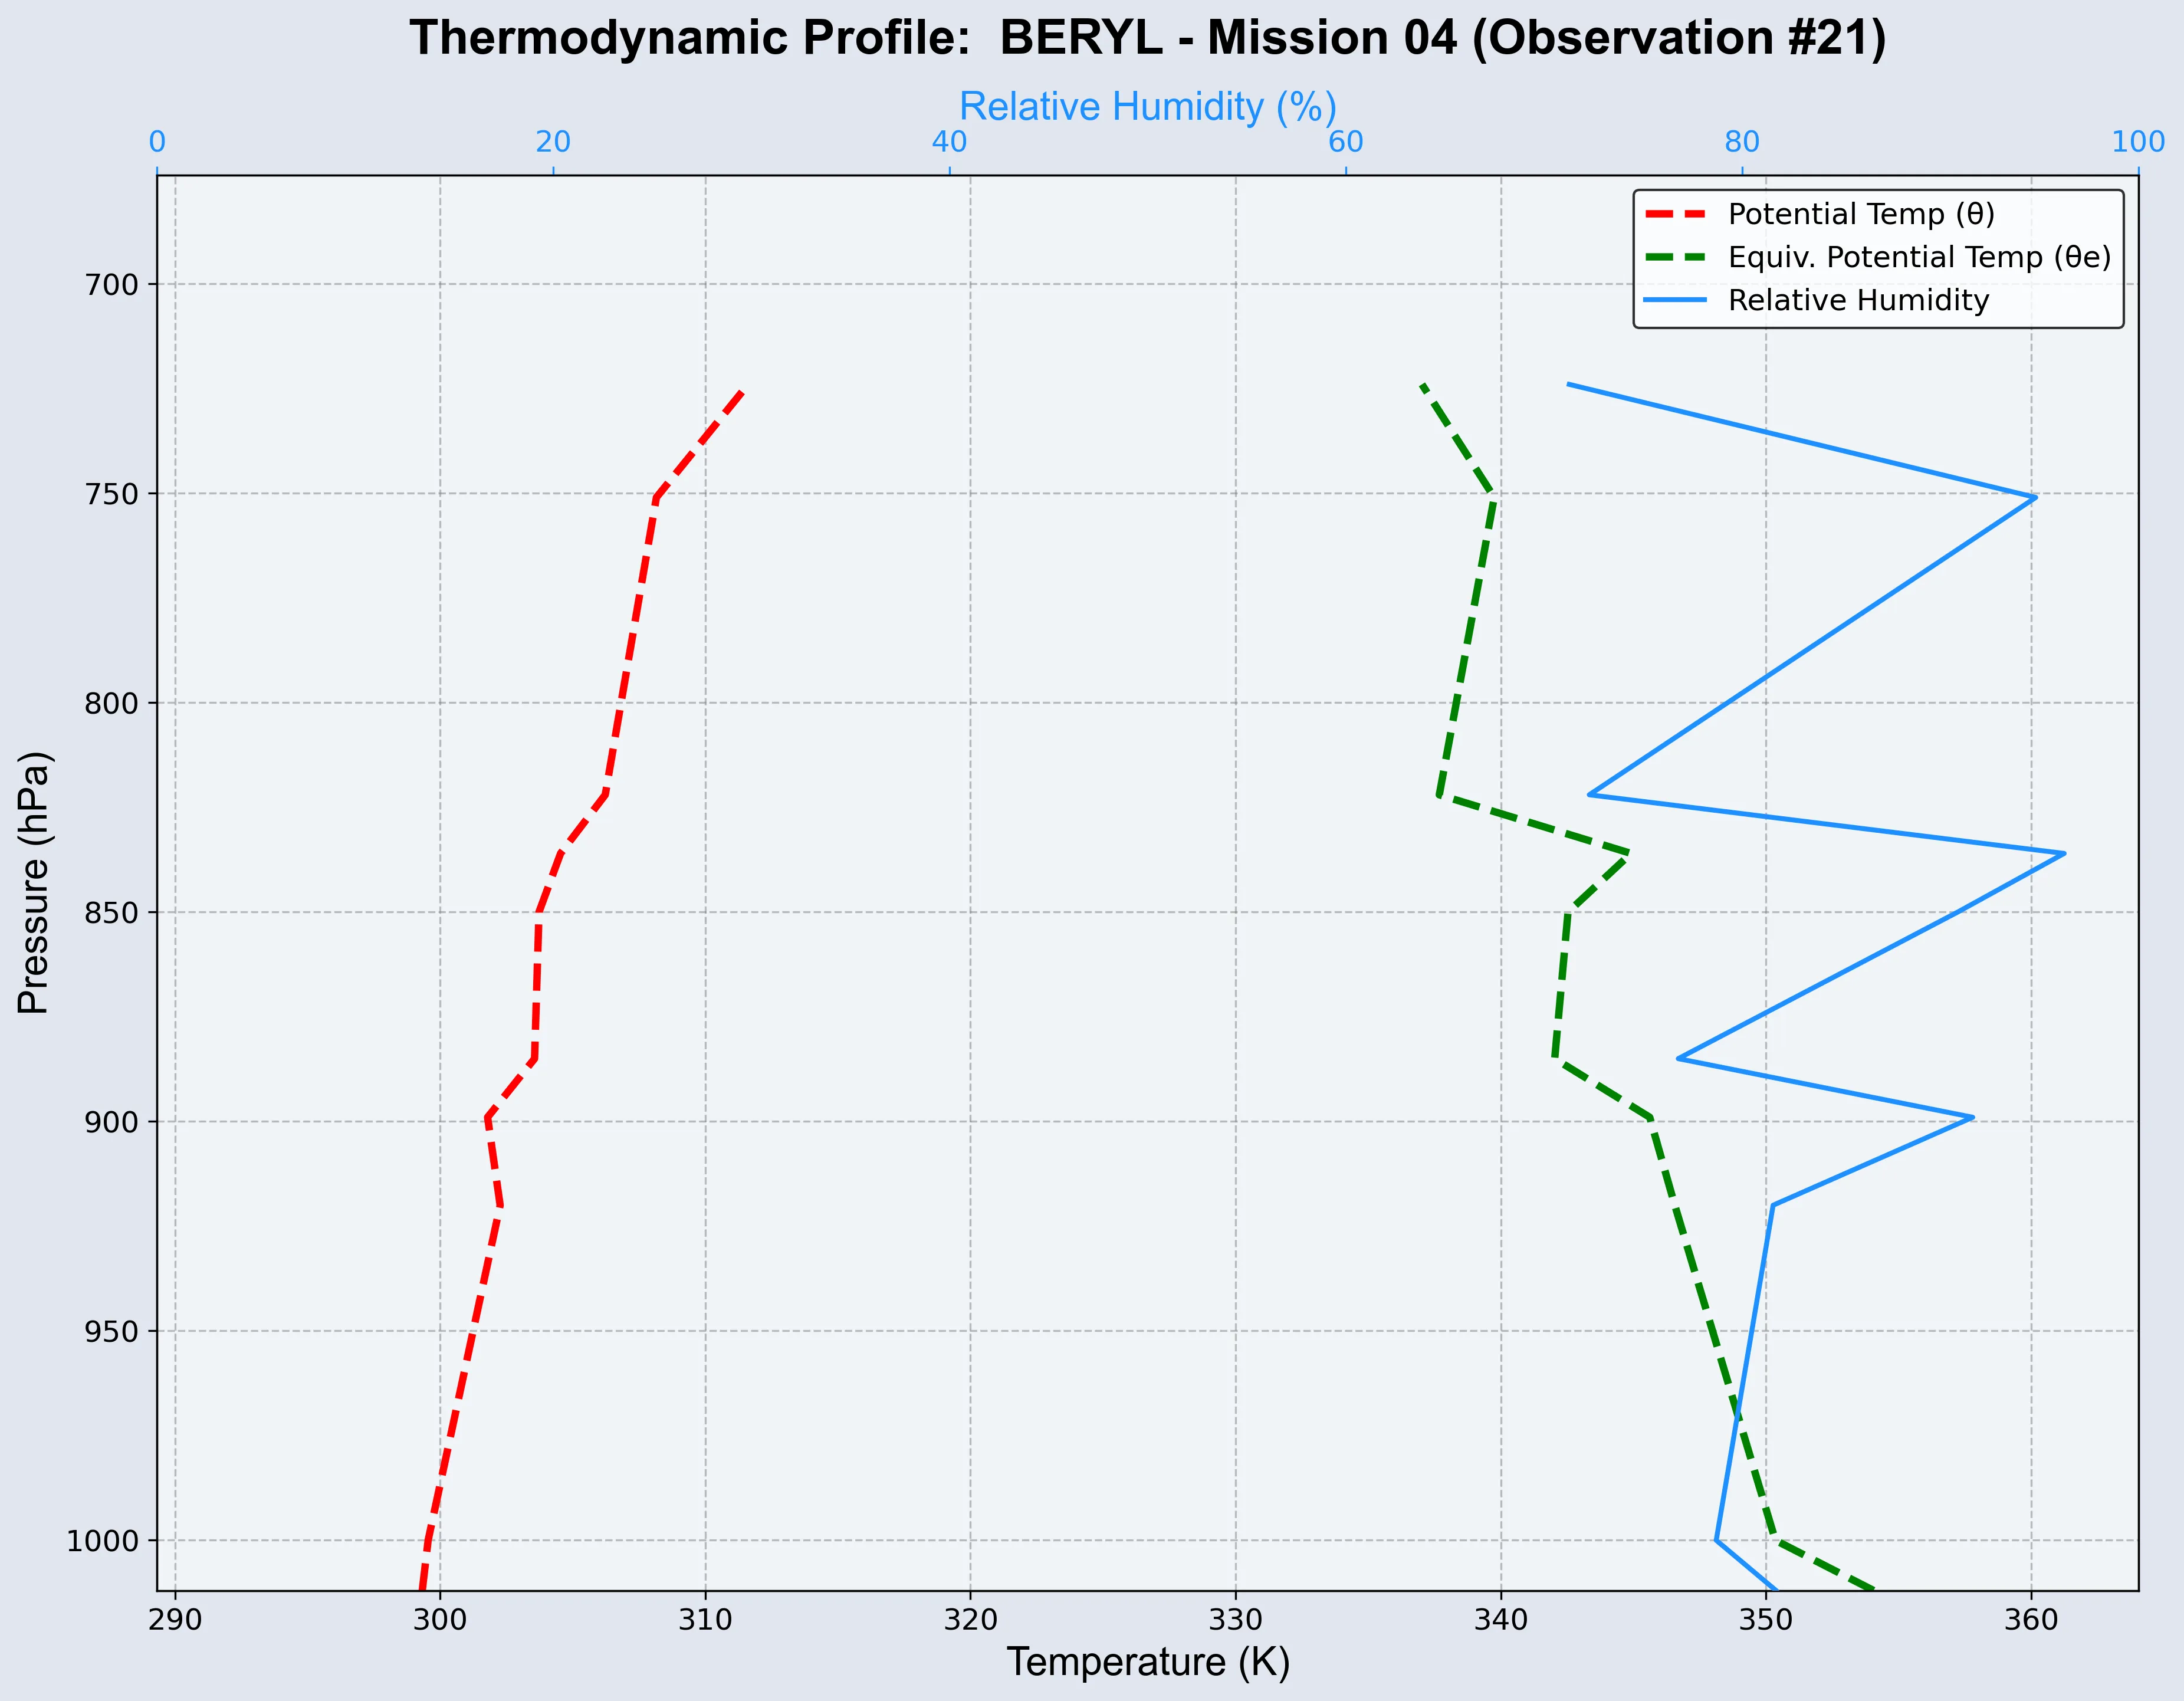 Thermodynamic Profile:  BERYL - Mission 04 (Observation #21)
Relative Humidity (%)
0 20 40 60 80 100
Potential Temp (θ)
Equiv. Potential Temp (θe)
Relative Humidity
Pressure (hPa)
700
750
800
850
900
950
1000
290 300 310 320 330 340 350 360
Temperature (K)